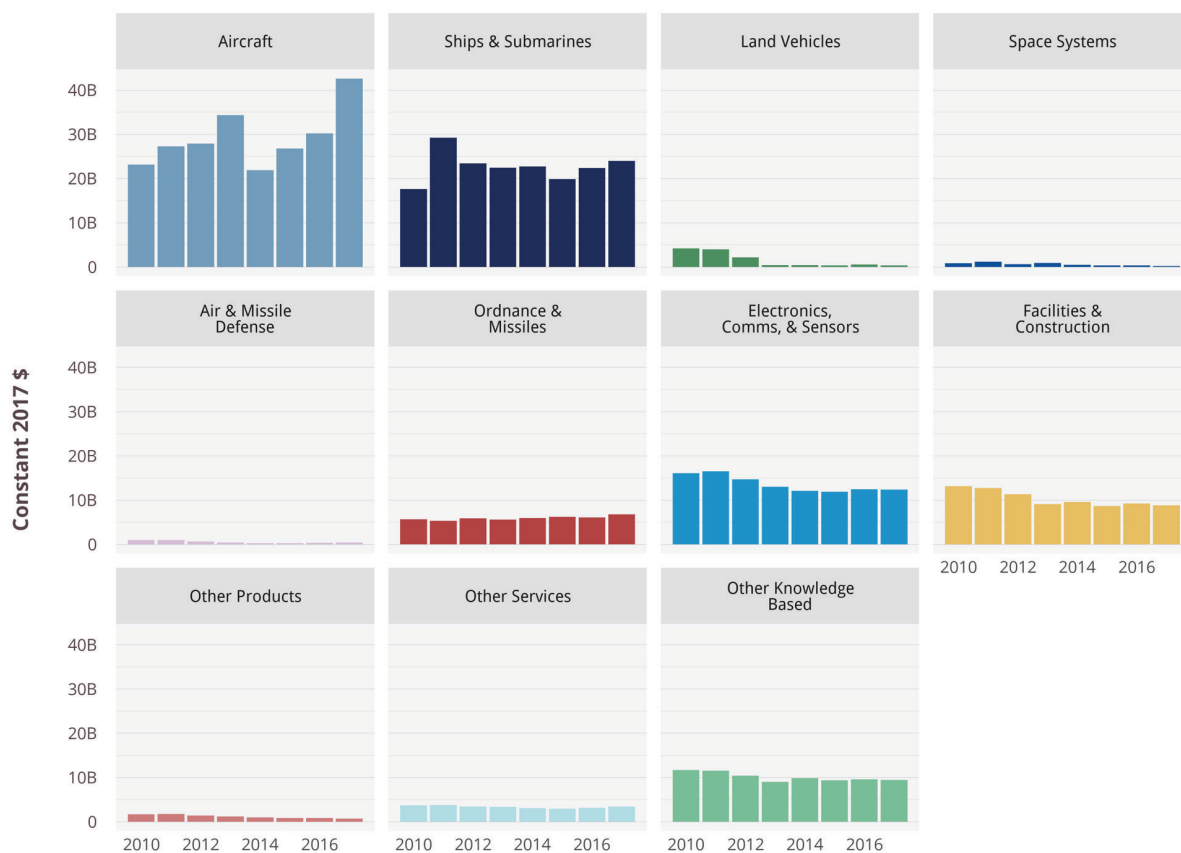 Aircraft
Ships & Submarines
Land Vehicles
Space Systems
40B
30B
20B
10B
0
Air & Missile
Defense
Ordnance &
Missiles
Electronics,
Comms, & Sensors
Facilities &
Construction
Constant 2017 $
40B
30B
20B
10B
0
2010
2012
2014
2016
Other Products
Other Services
Other Knowledge
Based
40B
30B
20B
10B
0
2010
2012
2014
2016
2010
2012
2014
2016
2010
2012
2014
2016